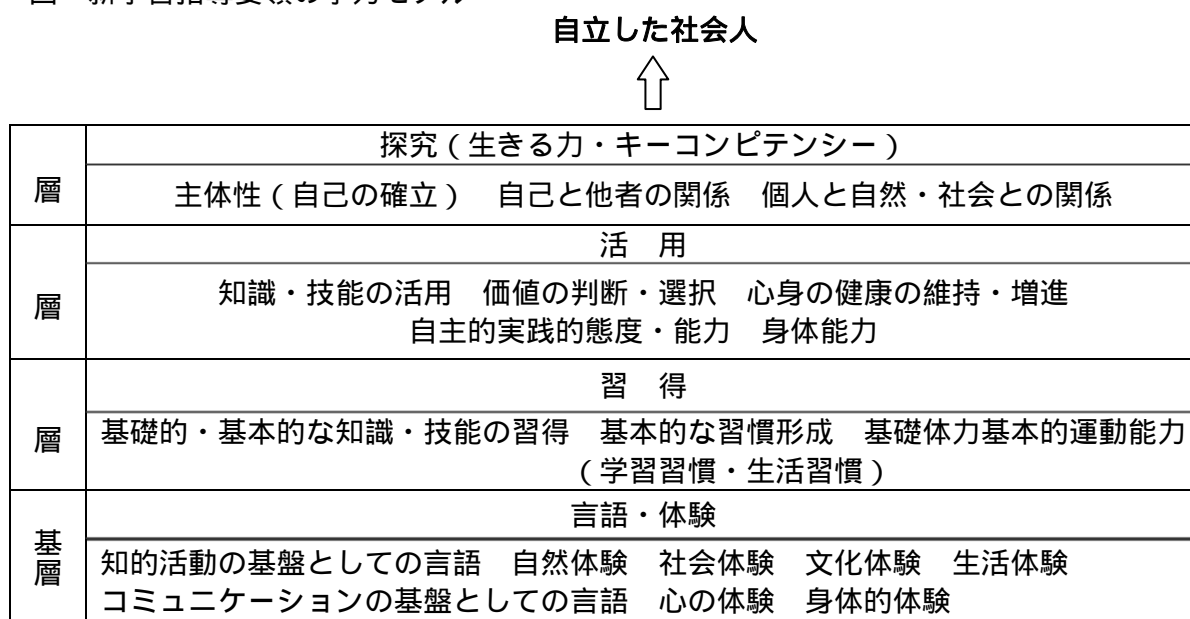 自立した社会人
探究（生きる力・キーコンピテンシー）
層
主体性（自己の確立）　自己と他者の関係　個人と自然・社会との関係
活　用
層
知識・技能の活用　価値の判断・選択　心身の健康の維持・増進
自主的実践的態度・能力　身体能力
習　得
層
基礎的・基本的な知識・技能の習得　基本的な習慣形成　基礎体力基本的運動能力
（学習習慣・生活習慣）
言語・体験
基層
知的活動の基盤としての言語　自然体験　社会体験　文化体験　生活体験
コミュニケーションの基盤としての言語　心の体験　身体的体験